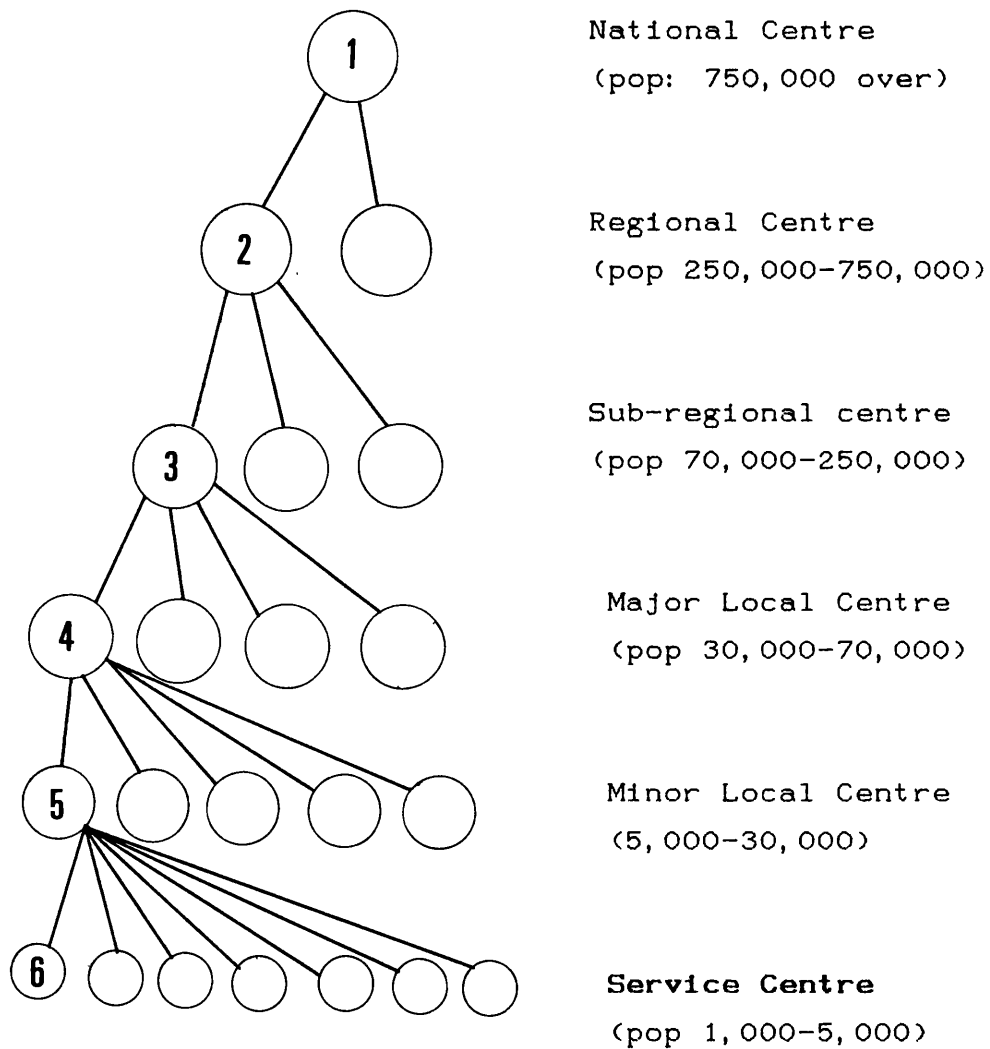 1
National Centre
(pop: 750,000 over)
2
Regional Centre
(pop 250,000-750,000)
3
Sub-regional centre
(pop 70,000-250,000)
4
Major Local Centre
(pop 30,000-70,000)
5
Minor Local Centre
(5,000-30,000)
6
Service Centre
(pop 1,000-5,000)